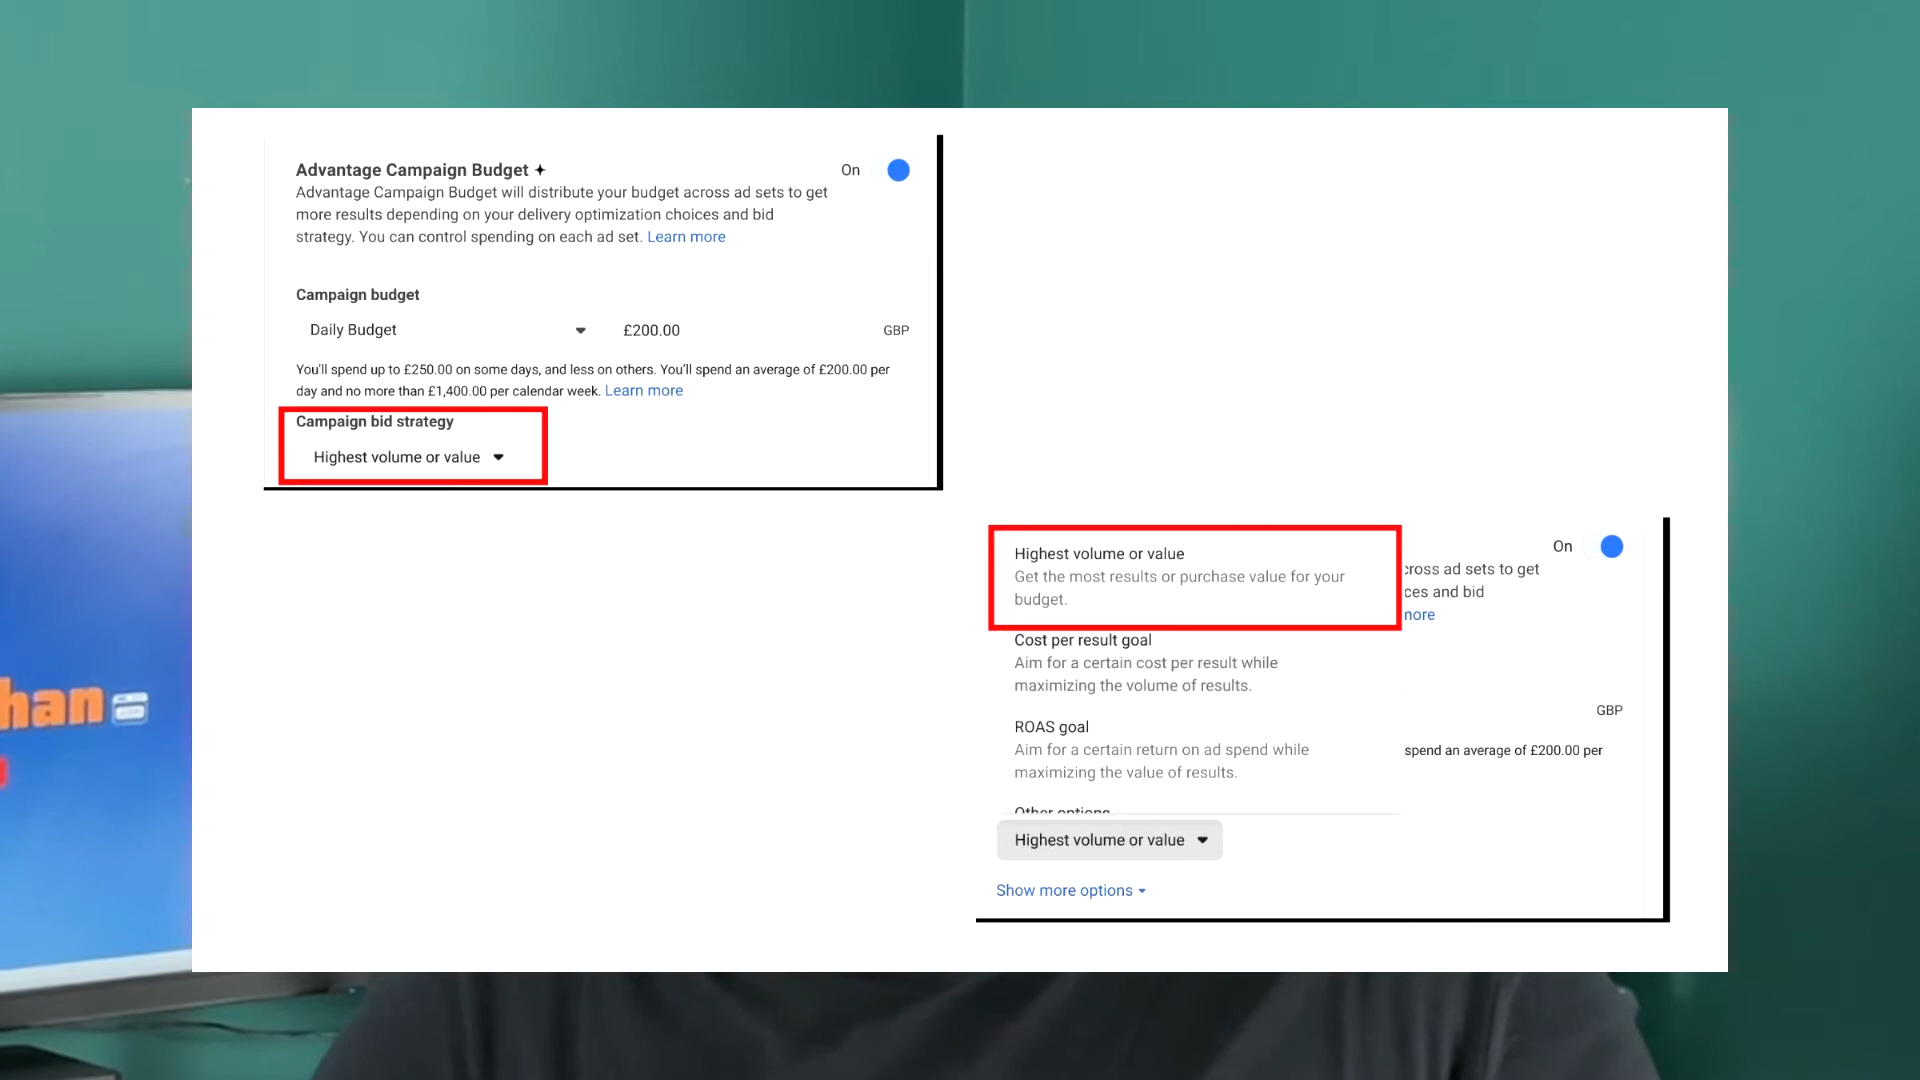 Advantage Campaign Budget
On
Advantage Campaign Budget will distribute your budget across ad sets to get
more results depending on your delivery optimization choices and bid
strategy. You can control spending on each ad set. Learn more
Campaign budget
Daily Budget
£200.00
GBP
You'll spend up to £250.00 on some days, and less on others. You'll spend an average of £200.00 per
day and no more than £1,400.00 per calendar week. Learn more
Campaign bid strategy
Highest volume or value
Highest volume or value
Get the most results or purchase value for your
budget.
Cost per result goal
Aim for a certain cost per result while
maximizing the volume of results.
ROAS goal
Aim for a certain return on ad spend while
maximizing the value of results.
Other options
Highest volume or value
Show more options
On
cross ad sets to get
ces and bid
more
GBP
spend an average of £200.00 per
han